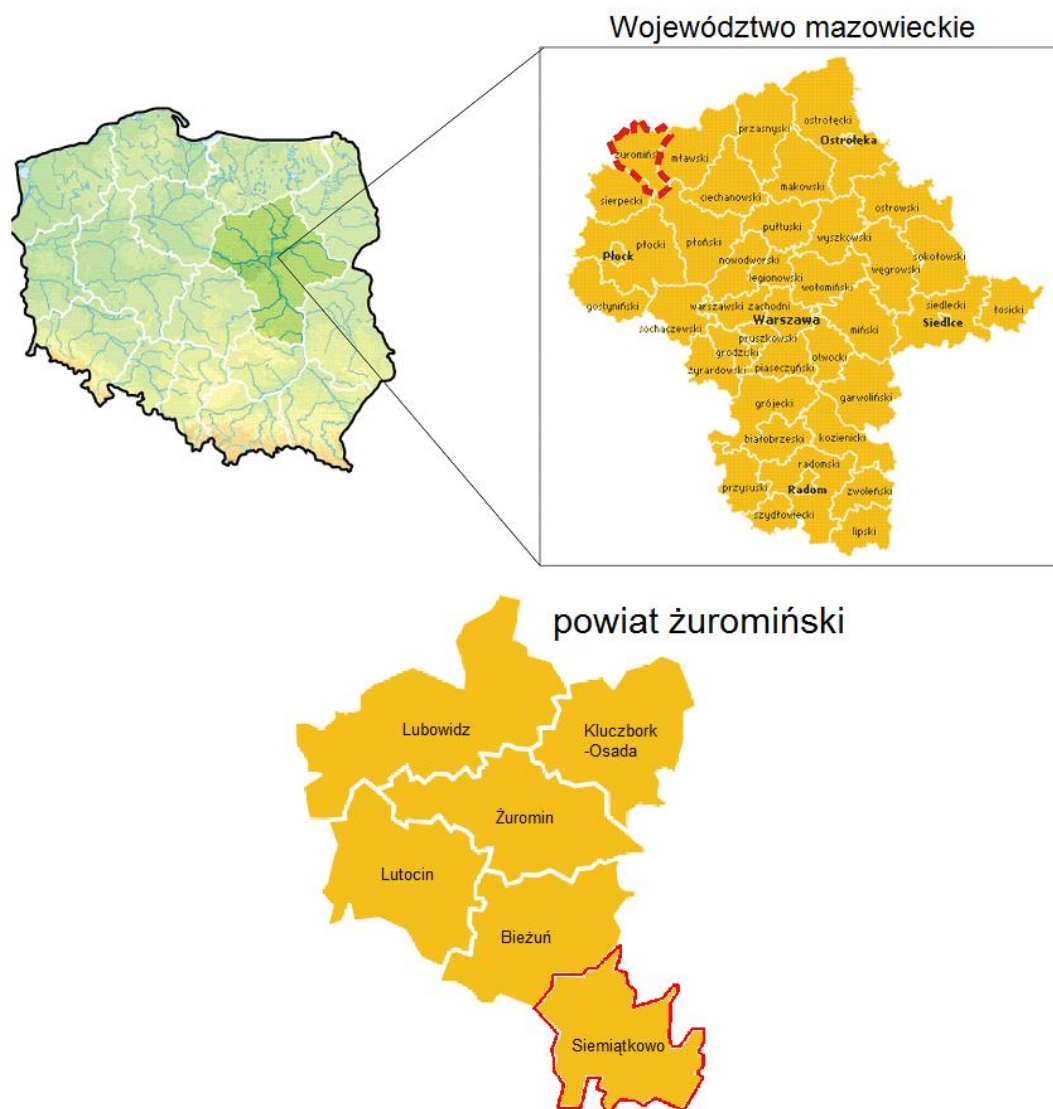 Województwo mazowieckie
ostrołęcki
przasnyski
Ostrołęka
żuromińsk
mławski
makowski
ciechanowski
sierpecki
ostrowski
pułtuski
wyszkowski
płocki
płoński
sokołowski
Płock
nowodworski
węgrowski
legionowski
wołomiński
gostyniński
warszawski zachodni
siedlecki
łosicki
Warszawa
Siedlce
sochaczewski
miński
pruszkowski
grodziski
otwocki
żyrardowski
piaseczyński
garwoliński
grójecki
białobrzeski
kozienicki
radomski
przysuski
Radom
zwoleński
szydłowiecki
lipski
powiat żuromiński
Lubowidz
Kluczbork
-Osada
Żuromin
Lutocin
Bieżuń
Siemiątkowo